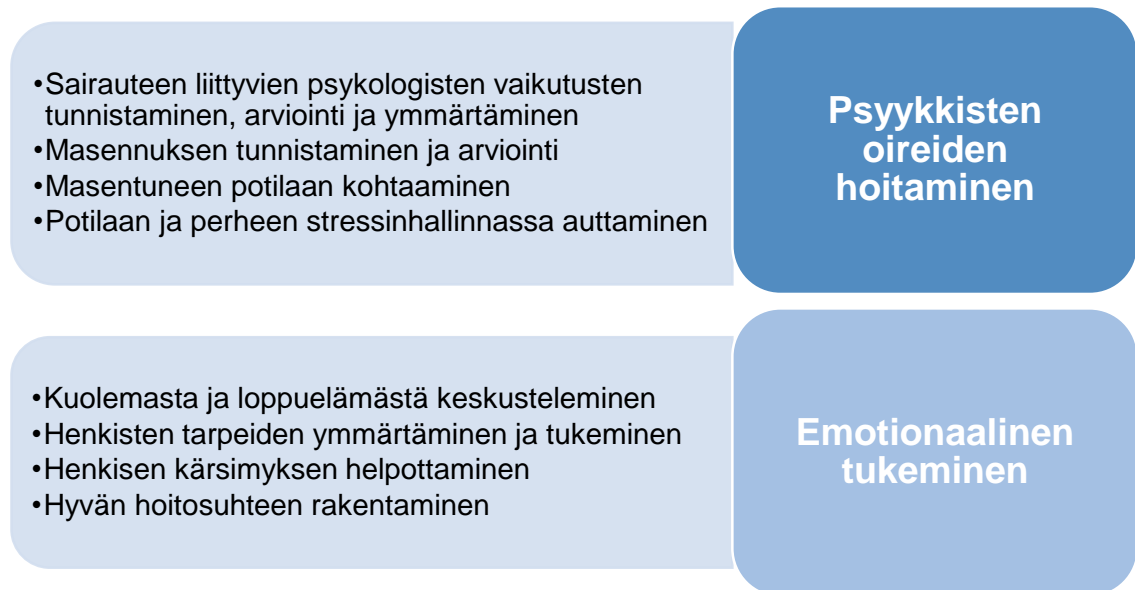 •Sairauteen liittyvien psykologisten vaikutusten
tunnistaminen, arviointi ja ymmärtäminen
•Masennuksen tunnistaminen ja arviointi
•Masentuneen potilaan kohtaaminen
•Potilaan ja perheen stressinhallinnassa auttaminen
Psyykkisten
oireiden
hoitaminen
•Kuolemasta ja loppuelämästä keskusteleminen
•Henkisten tarpeiden ymmärtäminen ja tukeminen
•Henkisen kärsimyksen helpottaminen
•Hyvän hoitosuhteen rakentaminen
Emotionaalinen
tukeminen